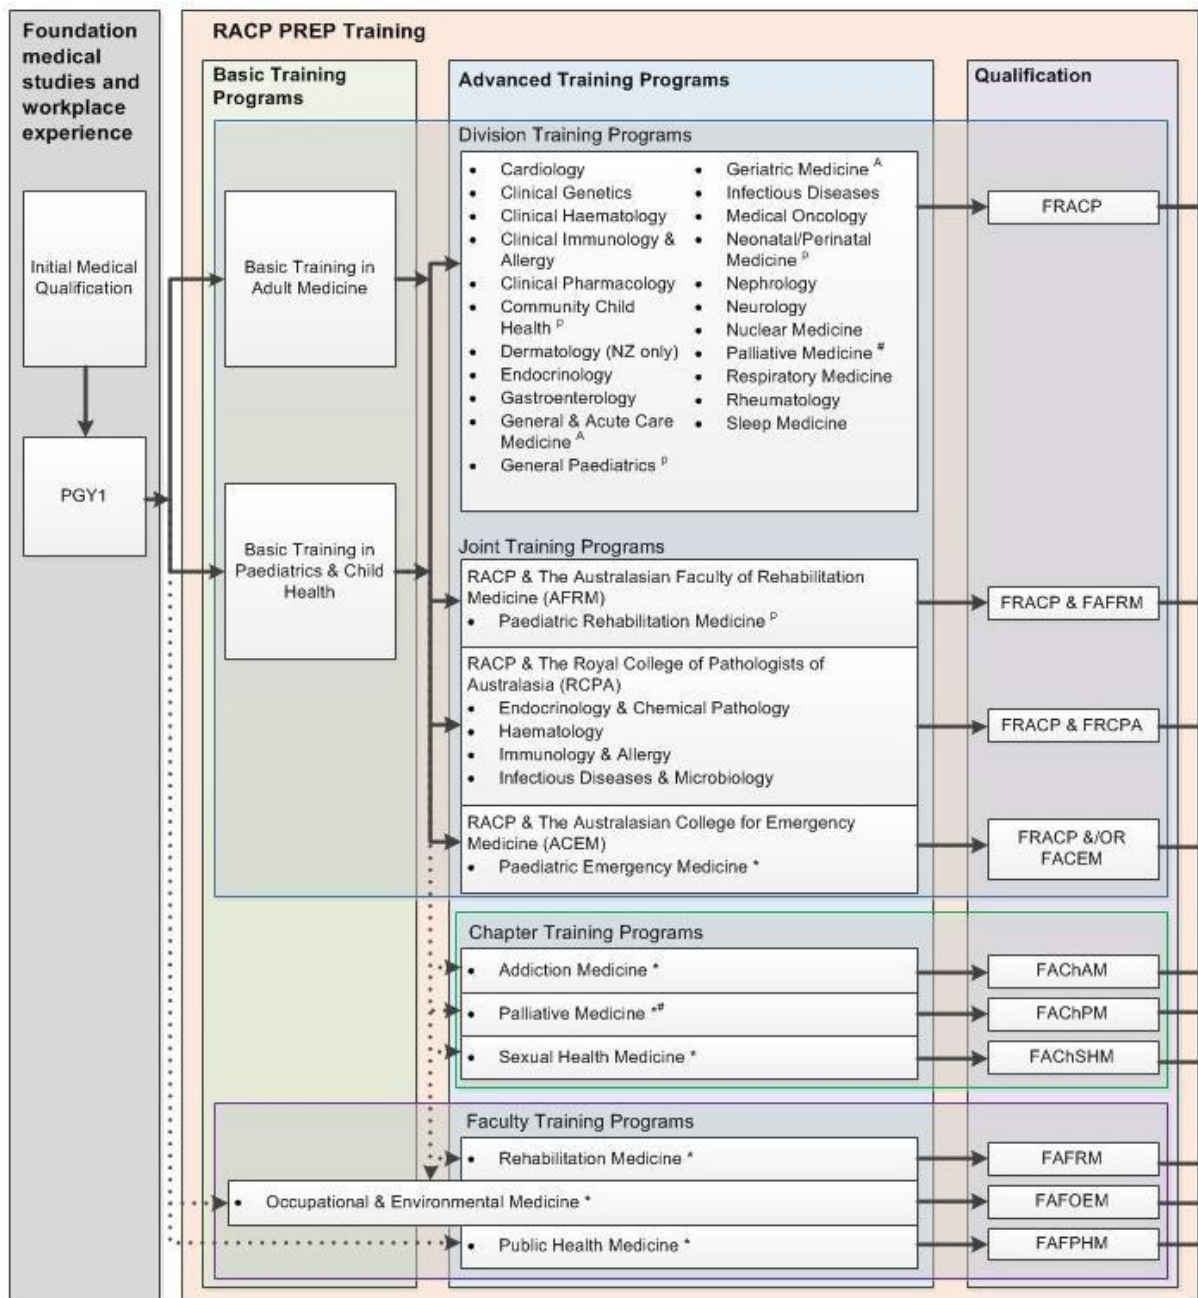 Foundation
medical
studies and
workplace
experience
Initial Medical
Qualification
PGY1
RACP PREP Training
Basic Training
Programs
Basic Training in
Adult Medicine
Basic Training in
Paediatrics & Child
Health
Advanced Training Programs
Division Training Programs
• Cardiology
• Clinical Genetics
• Clinical Haematology
• Clinical Immunology &
Allergy
• Clinical Pharmacology
• Community Child
Health p
• Dermatology (NZ only)
• Endocrinology
• Gastroenterology
• General & Acute Care
Medicine A
• General Paediatrics p
• Geriatric Medicine A
• Infectious Diseases
• Medical Oncology
• Neonatal/Perinatal
Medicine p
• Nephrology
• Neurology
• Nuclear Medicine
• Palliative Medicine #
• Respiratory Medicine
• Rheumatology
• Sleep Medicine
Joint Training Programs
RACP & The Australasian Faculty of Rehabilitation
Medicine (AFRM)
• Paediatric Rehabilitation Medicine p
RACP & The Royal College of Pathologists of
Australasia (RCPA)
• Endocrinology & Chemical Pathology
• Haematology
• Immunology & Allergy
• Infectious Diseases & Microbiology
RACP & The Australasian College for Emergency
Medicine (ACEM)
• Paediatric Emergency Medicine *
Chapter Training Programs
• Addiction Medicine *
• Palliative Medicine *#
• Sexual Health Medicine *
Faculty Training Programs
• Rehabilitation Medicine *
• Occupational & Environmental Medicine *
• Public Health Medicine *
Qualification
FRACP
FRACP & FAFRM
FRACP & FRCPA
FRACP &/OR
FACEM
FAChAM
FAChPM
FAChSHM
FAFRM
FAFOEM
FAFPHM